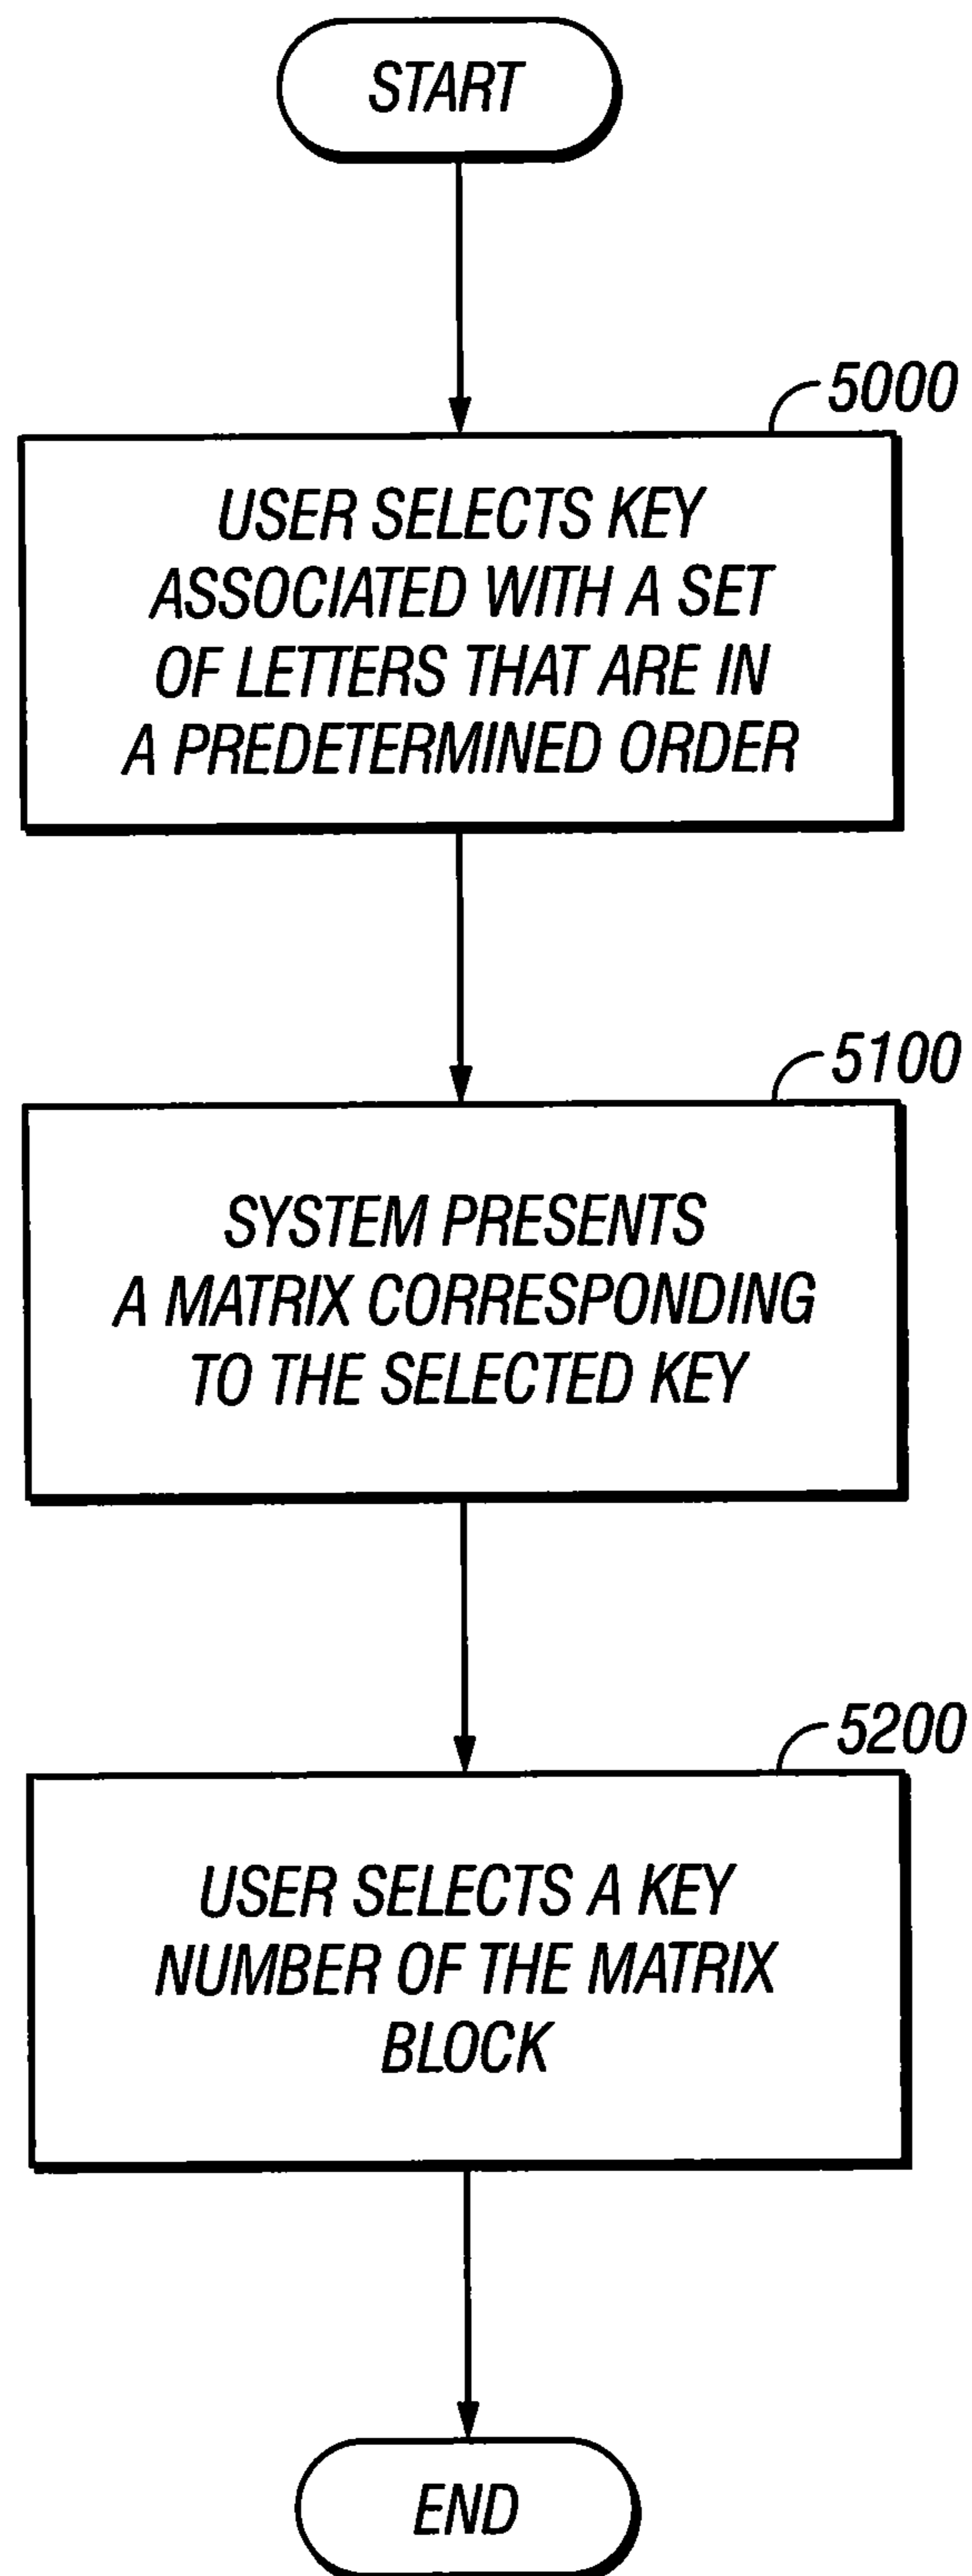 START
5000
USER SELECTS KEY
ASSOCIATED WITH A SET
OF LETTERS THAT ARE IN
A PREDETERMINED ORDER
5100
SYSTEM PRESENTS
A MATRIX CORRESPONDING
TO THE SELECTED KEY
5200
USER SELECTS A KEY
NUMBER OF THE MATRIX
BLOCK
END